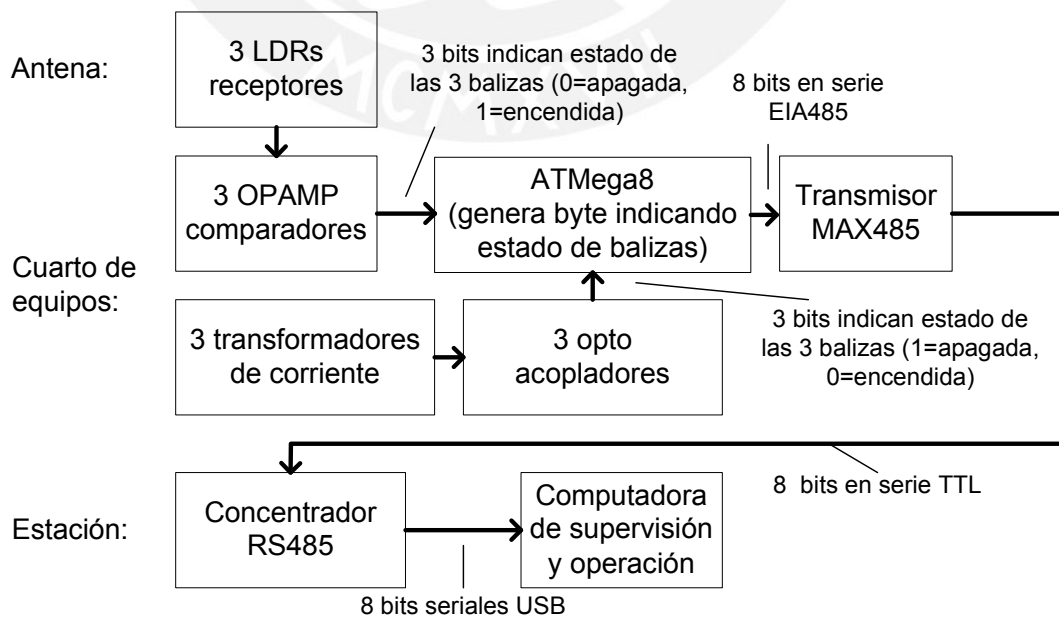 Antena:
3 LDRs
receptores
3 bits indican estado de
las 3 balizas (0=apagada,
1=encendida)
8 bits en serie
EIA485
MCMXVII
Cuarto de
equipos:
3 OPAMP
comparadores
ATMega8
(genera byte indicando
estado de balizas)
Transmisor
MAX485
3 transformadores
de corriente
3 opto
acopladores
3 bits indican estado de
las 3 balizas (1=apagada,
0=encendida)
8 bits en serie TTL
Estación:
Concentrador
RS485
Computadora
de supervisión
y operación
8 bits seriales USB